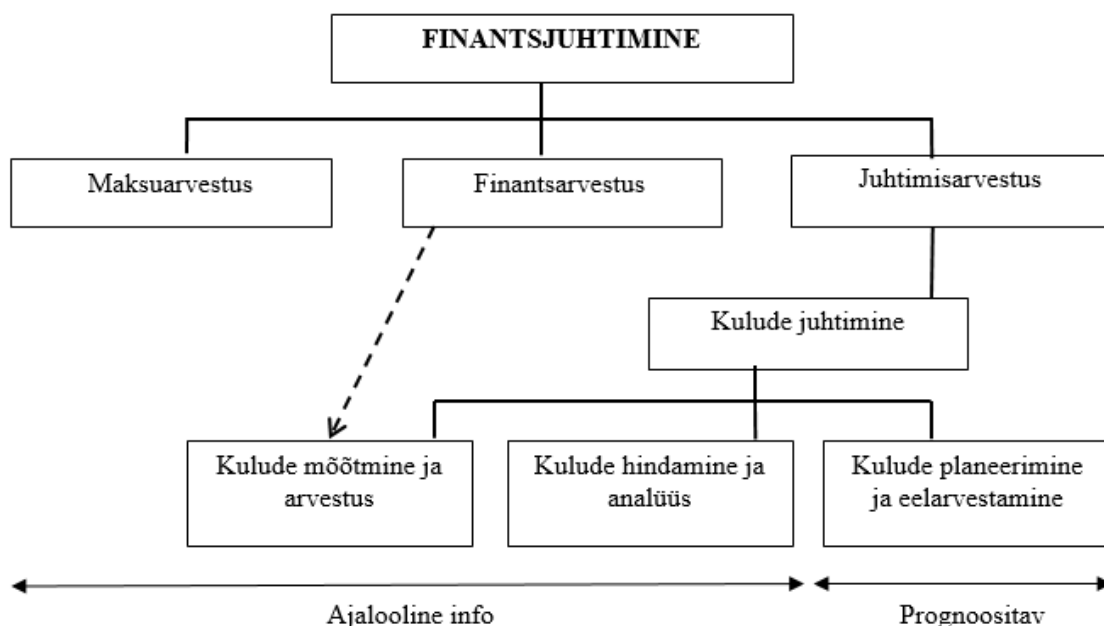 FINANTSJUHTIMINE
Maksuarvestus
Finantsarvestus
Juhtimisarvestus
Kulude juhtimine
Kulude mõõtmine ja
arvestus
Kulude hindamine ja
analüüs
Kulude planeerimine
ja eelarvestamine
Ajalooline info
Prognoositav